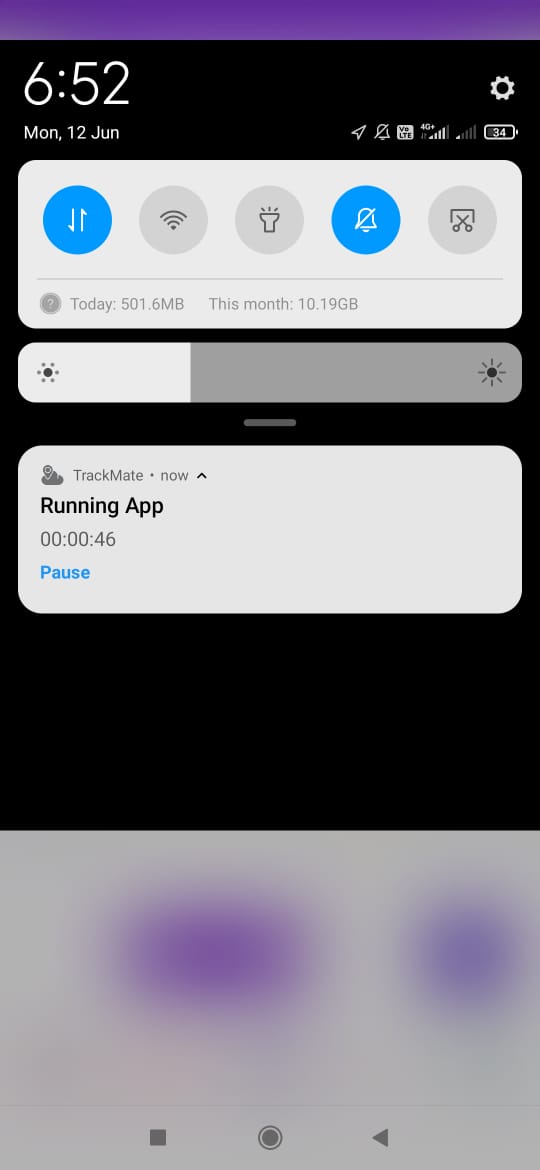 6:52
Mon, 12 Jun
Vo LTE 4G+ 34
? Today: 501.6MB This month: 10.19GB
TrackMate • now
Running App
00:00:46
Pause